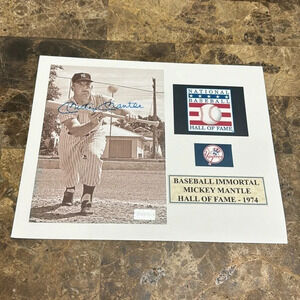 Mickey Mantle
NATIONAL
BASEBALL
HALL OF FAME
BASEBALL IMMORTAL
MICKEY MANTLE
HALL OF FAME - 1974